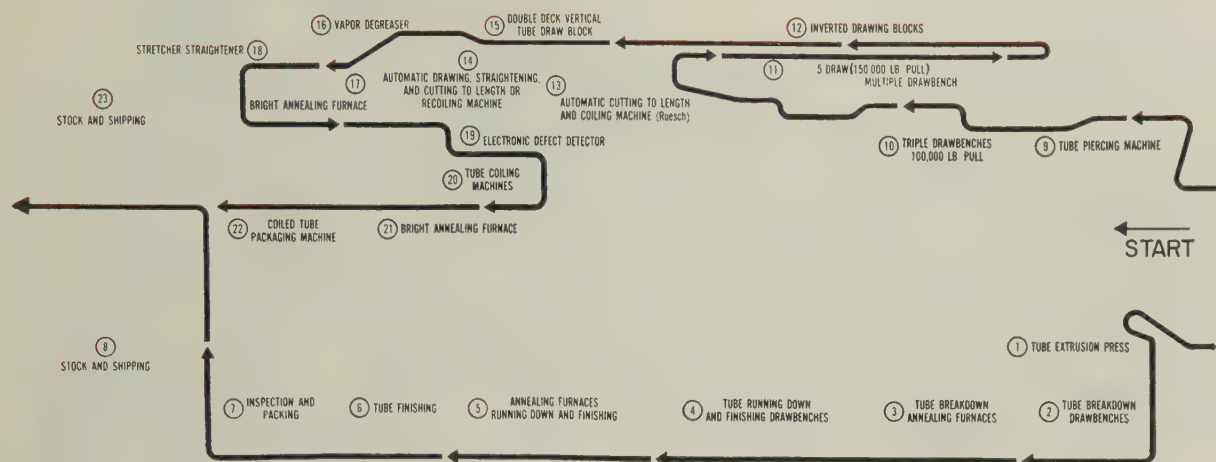 16 VAPOR DEGREASER
15 DOUBLE DECK VERTICAL
TUBE DRAW BLOCK
12 INVERTED DRAWING BLOCKS
STRETCHER STRAIGHTENER 18
14
AUTOMATIC DRAWING, STRAIGHTENING,
AND CUTTING TO LENGTH OR
RECOILING MACHINE
13
AUTOMATIC CUTTING TO LENGTH
AND COILING MACHINE (Ruesch)
11
5 DRAW (150 000 LB PULL)
MULTIPLE DRAWBENCH
17
BRIGHT ANNEALING FURNACE
23
STOCK AND SHIPPING
19 ELECTRONIC DEFECT DETECTOR
10 TRIPLE DRAWBENCHES
100,000 LB PULL
9 TUBE PIERCING MACHINE
20 TUBE COILING
MACHINES
22 COILED TUBE
PACKAGING MACHINE
21 BRIGHT ANNEALING FURNACE
START
8
STOCK AND SHIPPING
1 TUBE EXTRUSION PRESS
7 INSPECTION AND
PACKING
6 TUBE FINISHING
5 ANNEALING FURNACES
RUNNING DOWN AND FINISHING
4 TUBE RUNNING DOWN
AND FINISHING DRAWBENCHES
3 TUBE BREAKDOWN
ANNEALING FURNACES
2 TUBE BREAKDOWN
DRAWBENCHES